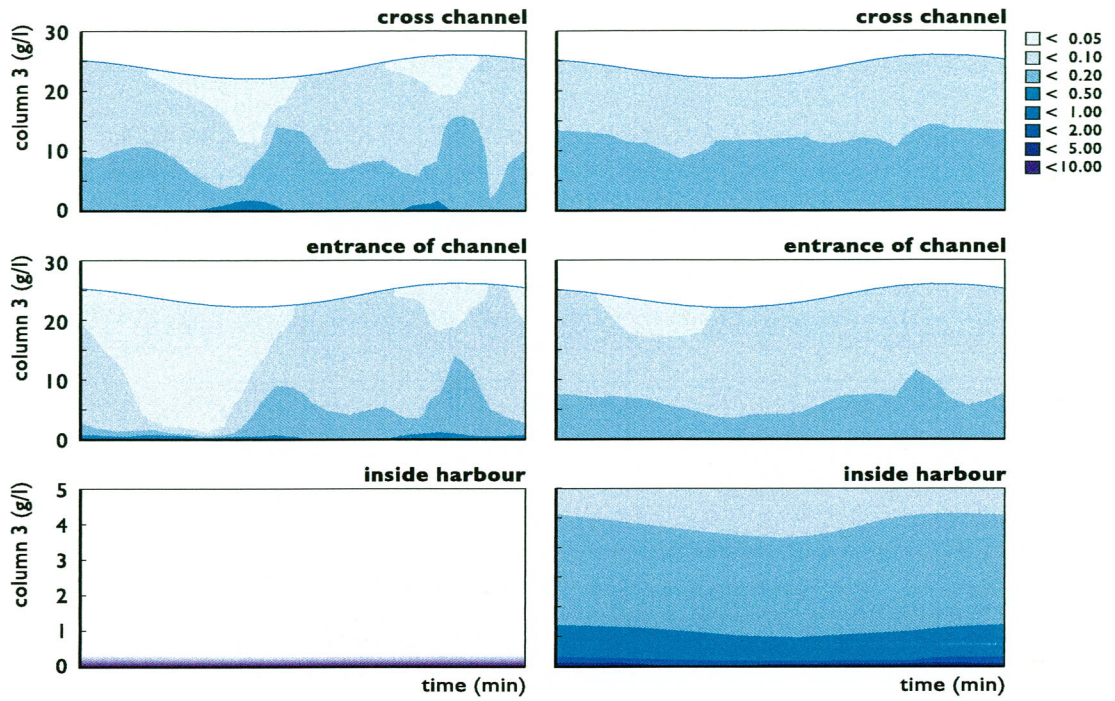 cross channel
cross channel
column 3 (g/l)
30
20
10
0
< 0.05
< 0.10
< 0.20
< 0.50
< 1.00
< 2.00
< 5.00
<10.00
entrance of channel
entrance of channel
column 3 (g/l)
30
20
10
0
inside harbour
inside harbour
column 3 (g/l)
5
4
3
2
1
0
time (min)
time (min)